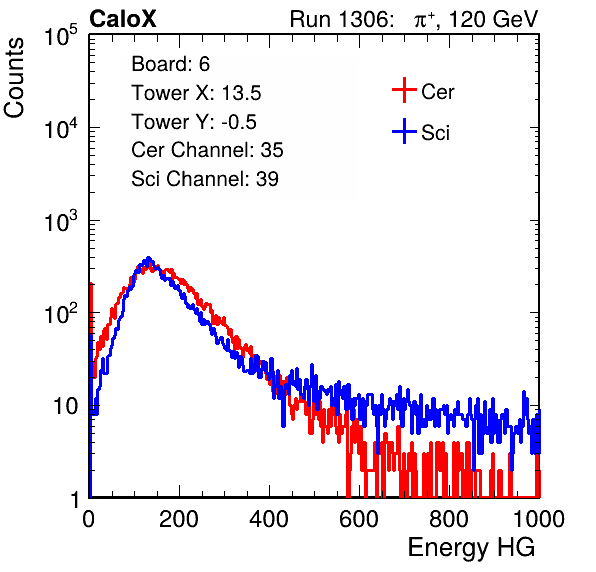 CaloX Run 1306: π⁺, 120 GeV
Counts
10⁵
10⁴
10³
10²
10
1
Board: 6
Tower X: 13.5
Tower Y: -0.5
Cer Channel: 35
Sci Channel: 39
Cer
Sci
0 200 400 600 800 1000
Energy HG